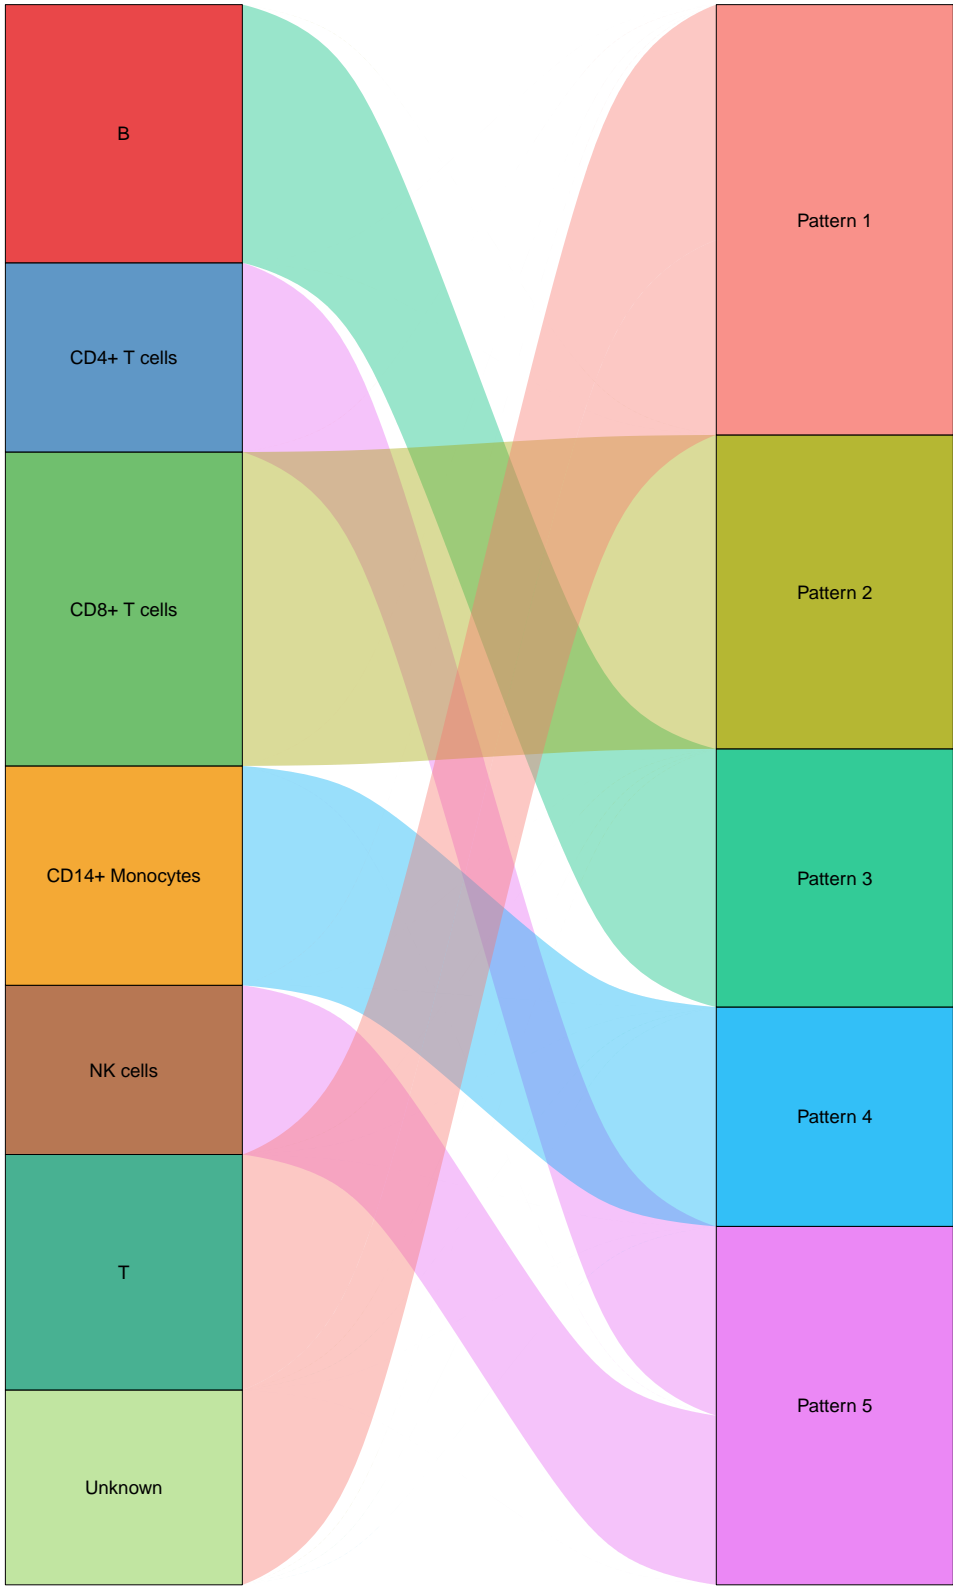 B
CD4+ T cells
CD8+ T cells
CD14+ Monocytes
NK cells
T
Unknown
Pattern 1
Pattern 2
Pattern 3
Pattern 4
Pattern 5